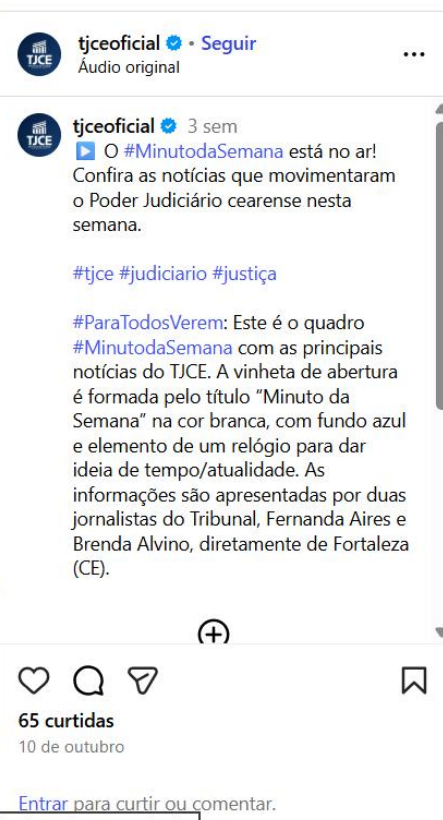 tjceoficial • Seguir
Áudio original
TJCE
tjceoficial 3 sem
TJCE
O #MinutodaSemana está no ar!
Confira as notícias que movimentaram
o Poder Judiciário cearense nesta
semana.
#tjce #judiciario #justiça
#ParaTodosVerem: Este é o quadro
#MinutodaSemana com as principais
notícias do TJCE. A vinheta de abertura
é formada pelo título “Minuto da
Semana” na cor branca, com fundo azul
e elemento de um relógio para dar
ideia de tempo/atualidade. As
informações são apresentadas por duas
jornalistas do Tribunal, Fernanda Aires e
Brenda Alvino, diretamente de Fortaleza
(CE).
65 curtidas
10 de outubro
Entrar para curtir ou comentar.